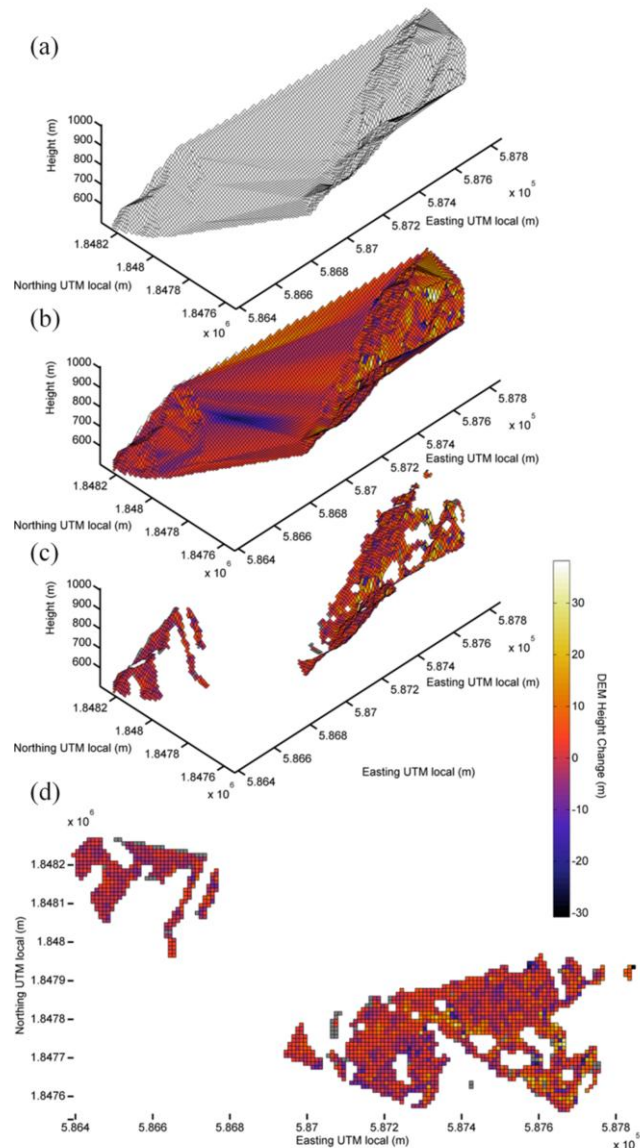 (a)
1000
900
800
700
600
Height (m)
1.8482
1.848
1.8478
1.8476
x 10^6
Northing UTM local (m)
5.864
5.866
5.868
5.87
5.872
5.874
5.876
5.878
x 10^5
Easting UTM local (m)
(b)
1000
900
800
700
600
Height (m)
1.8482
1.848
1.8478
1.8476
x 10^6
Northing UTM local (m)
5.864
5.866
5.868
5.87
5.872
5.874
5.876
5.878
x 10^5
Easting UTM local (m)
(c)
1000
900
800
700
600
Height (m)
1.8482
1.848
1.8478
1.8476
x 10^6
Northing UTM local (m)
5.864
5.866
5.868
5.87
5.872
5.874
5.876
5.878
x 10^5
Easting UTM local (m)
Easting UTM local (m)
30
20
10
0
-10
-20
-30
DEM Height Change (m)
(d)
x 10^6
1.8482
1.8481
1.848
1.8479
1.8478
1.8477
1.8476
Northing UTM local (m)
5.864
5.866
5.868
5.87
5.872
5.874
5.876
5.878
x 10^5
Easting UTM local (m)